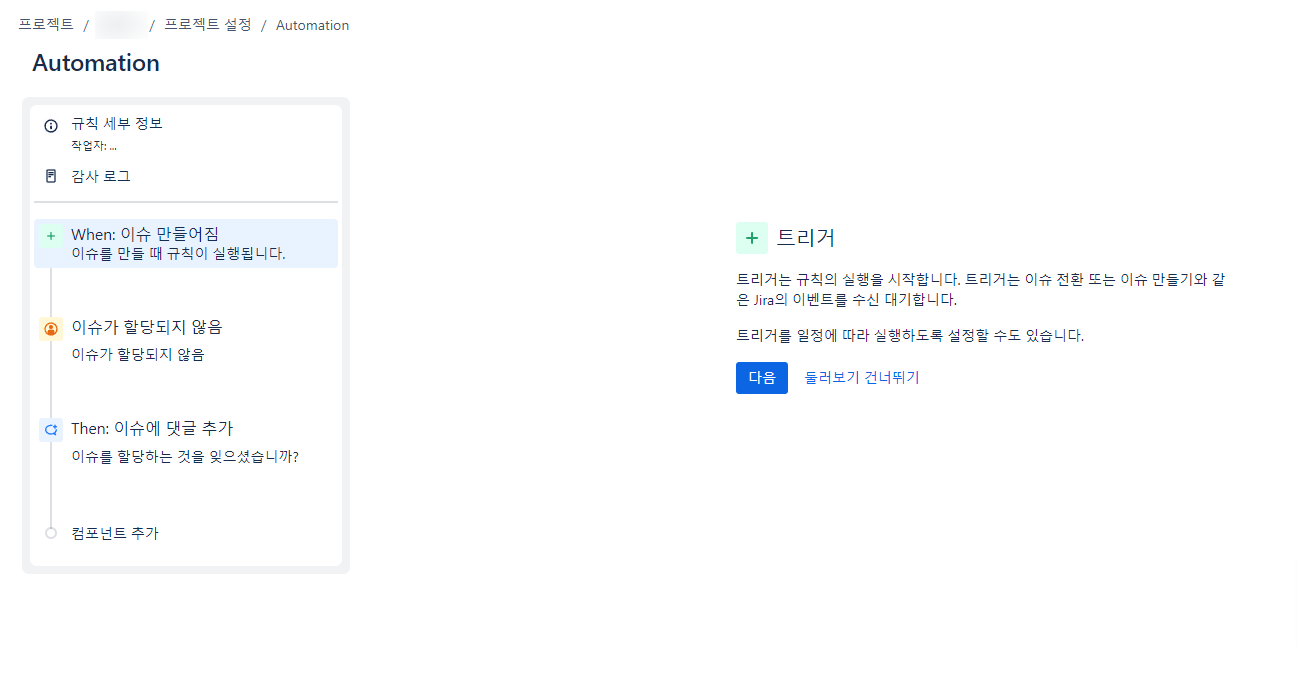 프로젝트 / / 프로젝트 설정 / Automation
Automation
규칙 세부 정보
작업자: ...
감사 로그
When: 이슈 만들어짐
이슈를 만들 때 규칙이 실행됩니다.
이슈가 할당되지 않음
이슈가 할당되지 않음
Then: 이슈에 댓글 추가
이슈를 할당하는 것을 잊으셨습니까?
컴포넌트 추가
트리거
트리거는 규칙의 실행을 시작합니다. 트리거는 이슈 전환 또는 이슈 만들기와 같
은 Jira의 이벤트를 수신 대기합니다.
트리거를 일정에 따라 실행하도록 설정할 수도 있습니다.
다음 둘러보기 건너뛰기